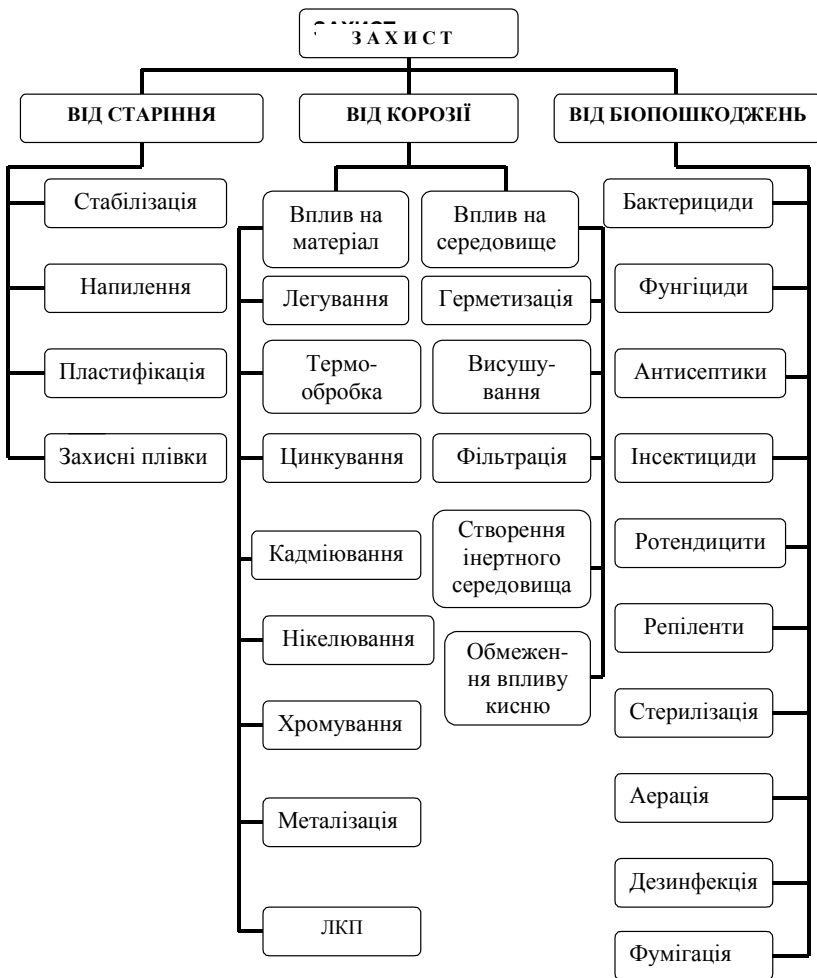 ЗАХИСТ
З А Х И С Т
ВІД СТАРІННЯ
ВІД КОРОЗІЇ
ВІД БІОПОШКОДЖЕНЬ
Стабілізація
Напилення
Пластифікація
Захисні плівки
Вплив на
матеріал
Легування
Термо-
обробка
Цинкування
Кадміювання
Нікелювання
Хромування
Металізація
ЛКП
Вплив на
середовище
Герметизація
Висушу-
вання
Фільтрація
Створення
інертного
середовища
Обмежен-
ня впливу
кисню
Бактерициди
Фунгіциди
Антисептики
Інсектициди
Ротендицити
Репіленти
Стерилізація
Аерація
Дезинфекція
Фумігація